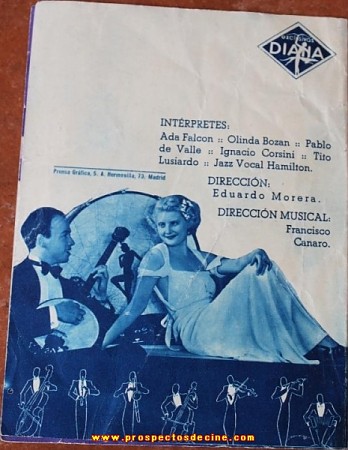 DIANA
INTÉRPRETES:
Ada Falcon :: Olinda Bozan :: Pablo
de Valle :: Ignacio Corsini :: Tito
Lusiardo :: Jazz Vocal Hamilton.
Prensa Gráfica, S. A. Hermosilla, 73. Madrid
DIRECCIÓN:
Eduardo Morera.
DIRECCIÓN MUSICAL:
Francisco
Canaro.
www.prospectosdecine.com